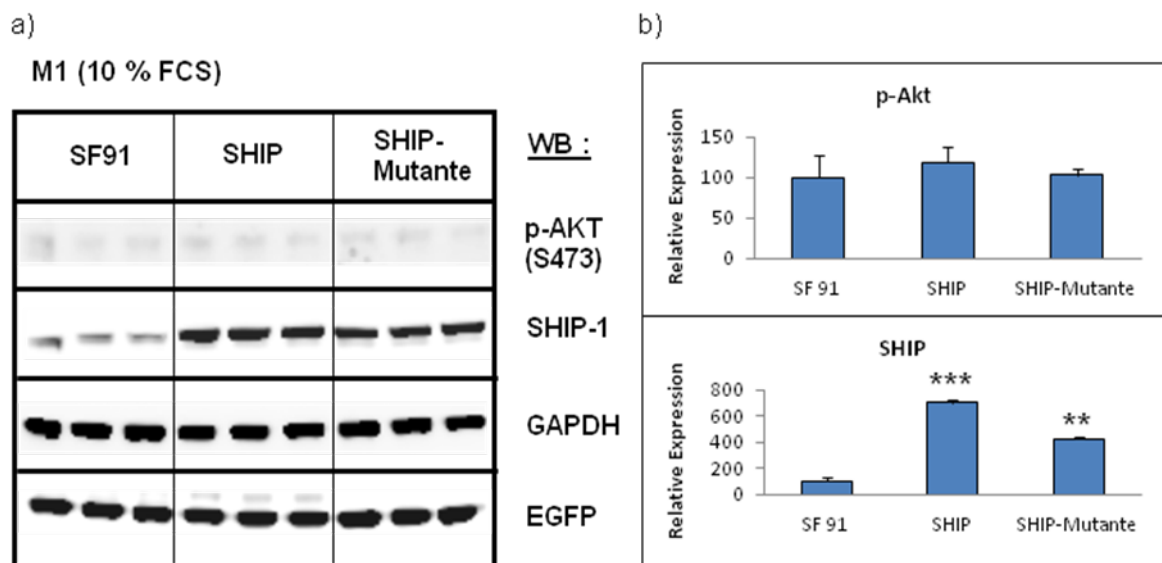 a)
M1 (10 % FCS)
SF91
SHIP
SHIP-
Mutante
WB :
p-AKT
(S473)
SHIP-1
GAPDH
EGFP
b)
p-Akt
Relative Expression
150
100
50
0
SF 91
SHIP
SHIP-Mutante
SHIP
Relative Expression
800
600
400
200
0
***
**
SF 91
SHIP
SHIP-Mutante